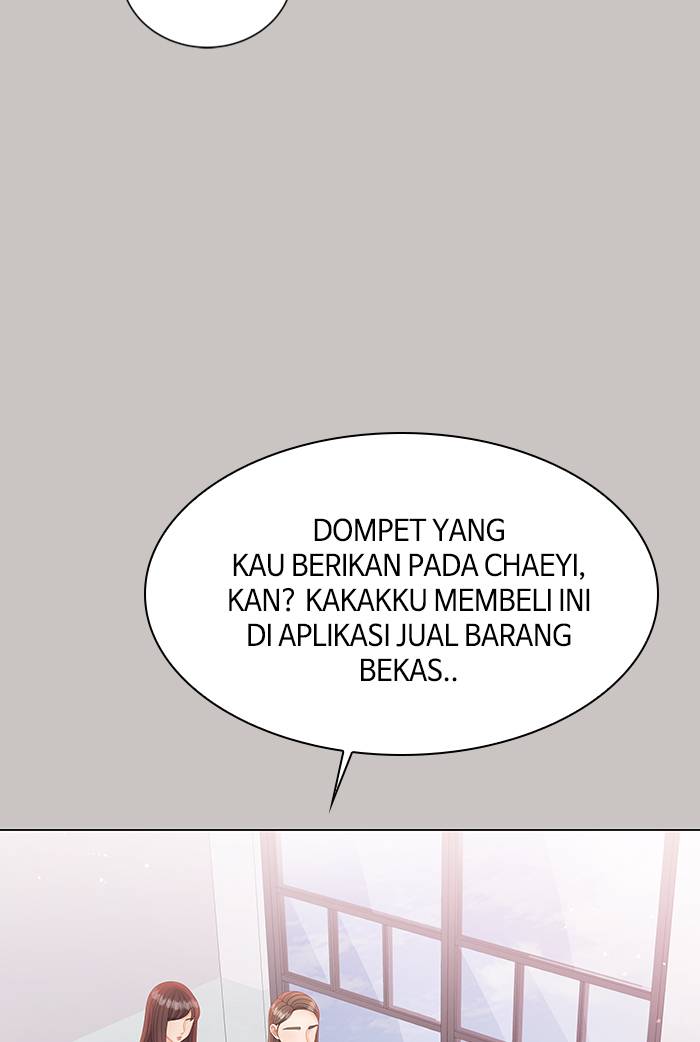 DOMPET YANG
KAU BERIKAN PADA CHAEYI,
KAN? KAKAKKU MEMBELI INI
DI APLIKASI JUAL BARANG
BEKAS..